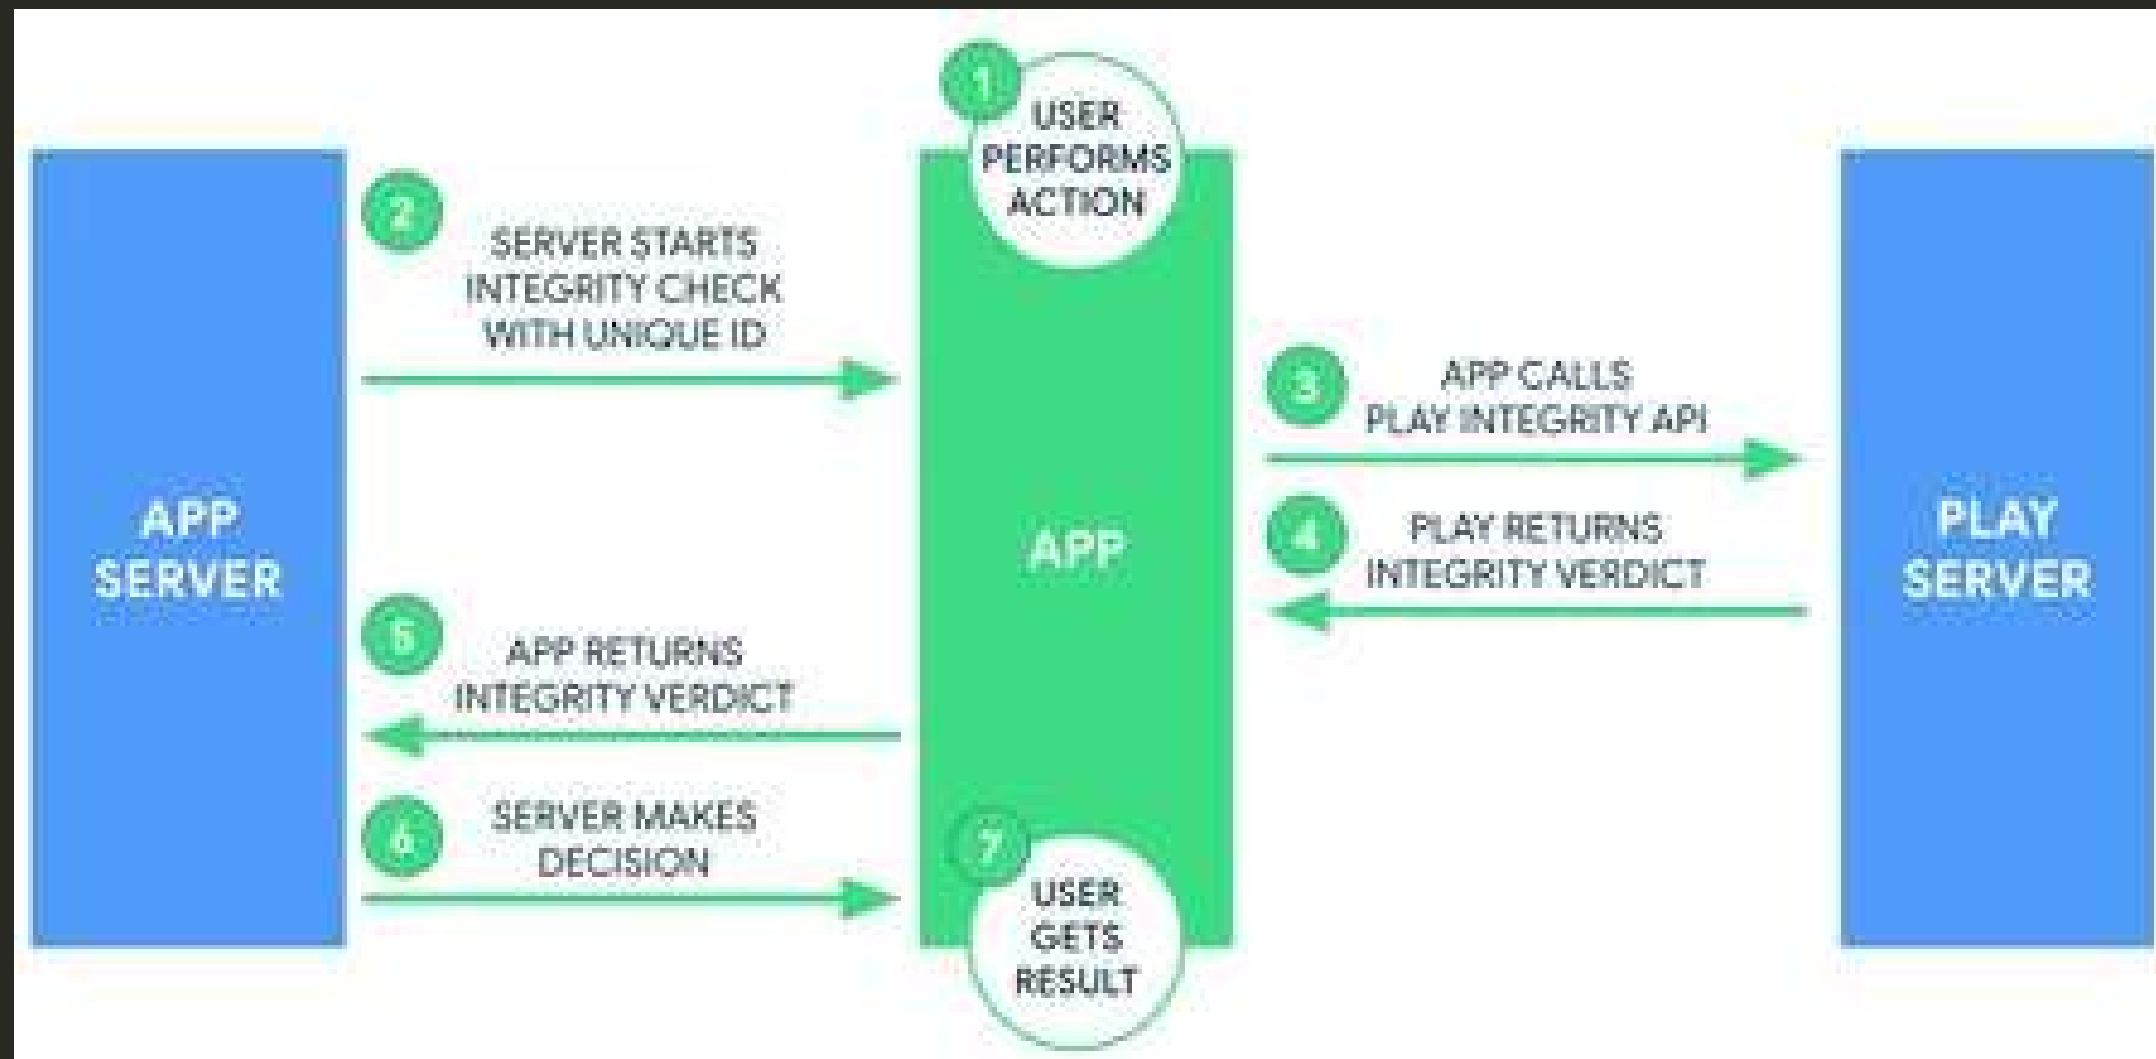 1
USER
PERFORMS
ACTION
2
SERVER STARTS
INTEGRITY CHECK
WITH UNIQUE ID
3
APP CALLS
PLAY INTEGRITY API
4
PLAY RETURNS
INTEGRITY VERDICT
APP
SERVER
APP
PLAY
SERVER
5
APP RETURNS
INTEGRITY VERDICT
6
SERVER MAKES
DECISION
7
USER
GETS
RESULT